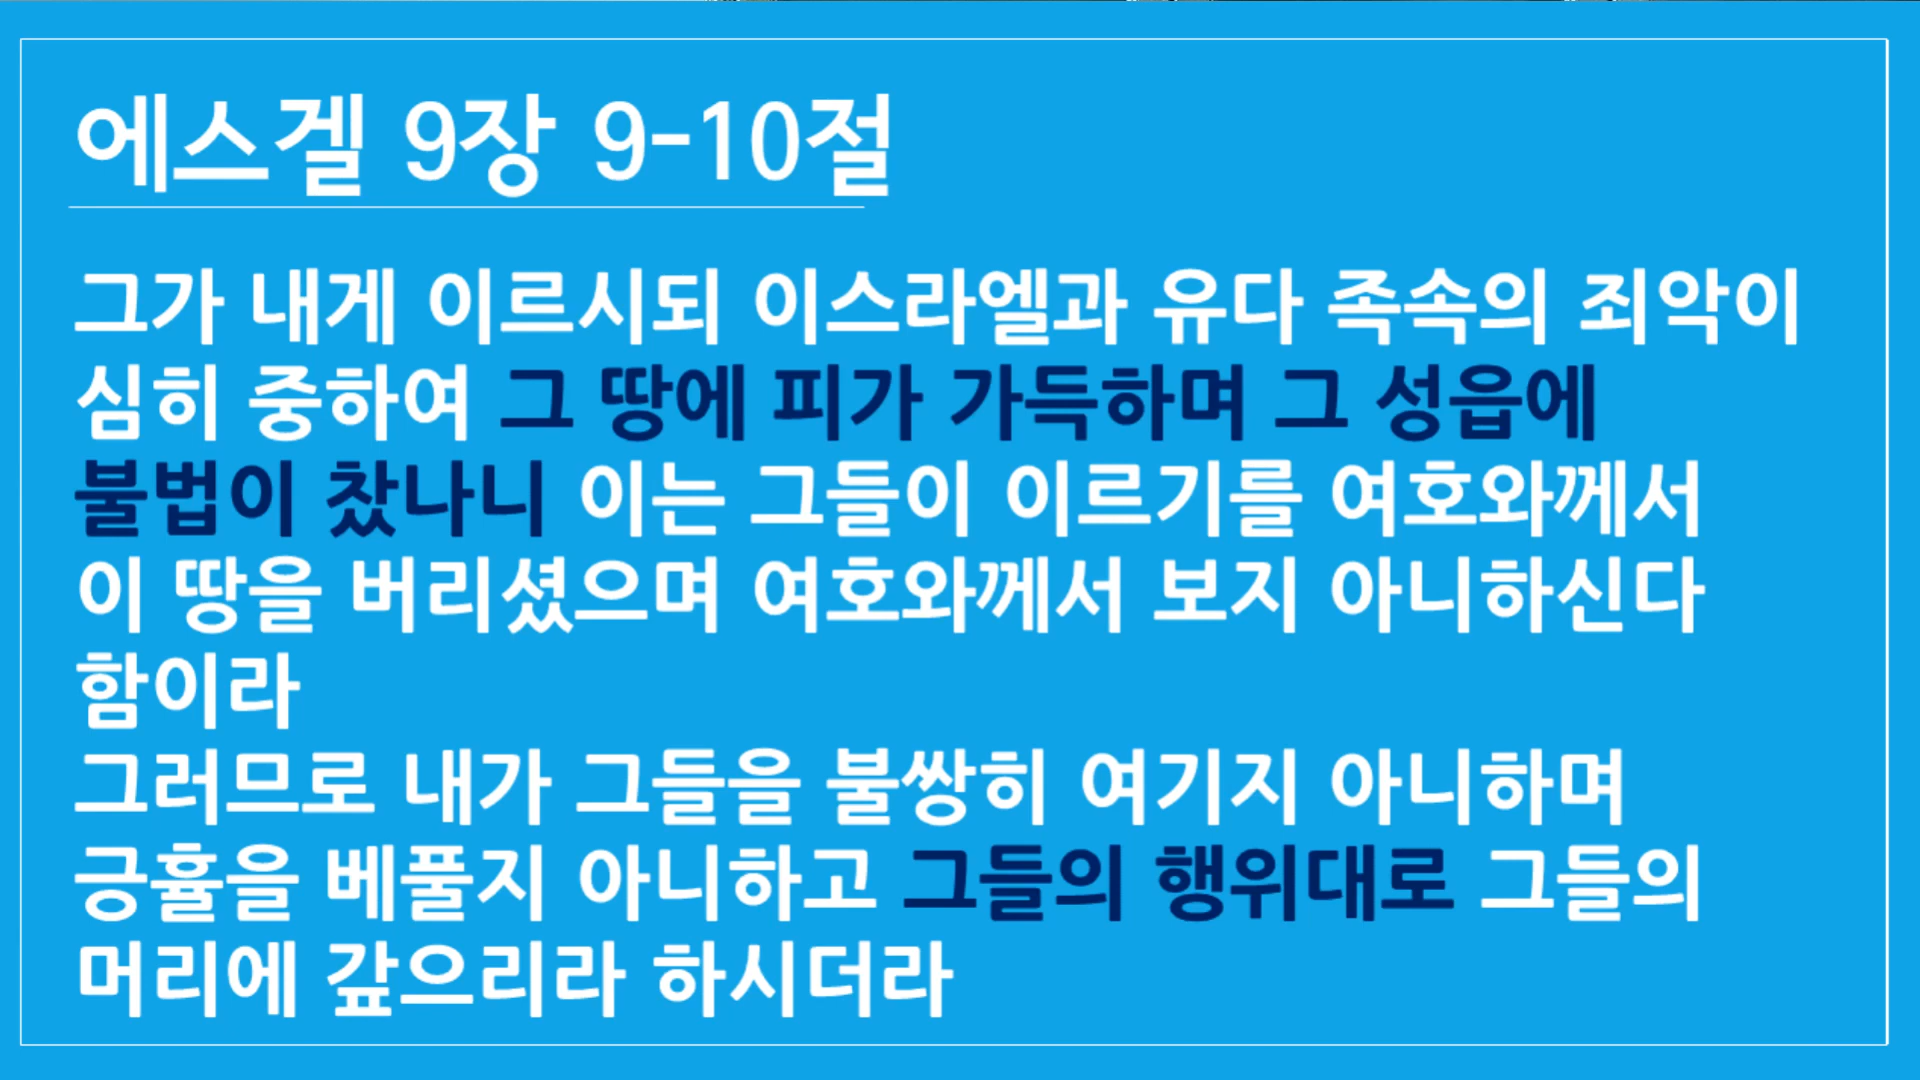 에스겔 9장 9-10절
그가 내게 이르시되 이스라엘과 유다 족속의 죄악이
심히 중하여 그 땅에 피가 가득하며 그 성읍에
불법이 찼나니 이는 그들이 이르기를 여호와께서
이 땅을 버리셨으며 여호와께서 보지 아니하신다
함이라
그러므로 내가 그들을 불쌍히 여기지 아니하며
긍휼을 베풀지 아니하고 그들의 행위대로 그들의
머리에 갚으리라 하시더라